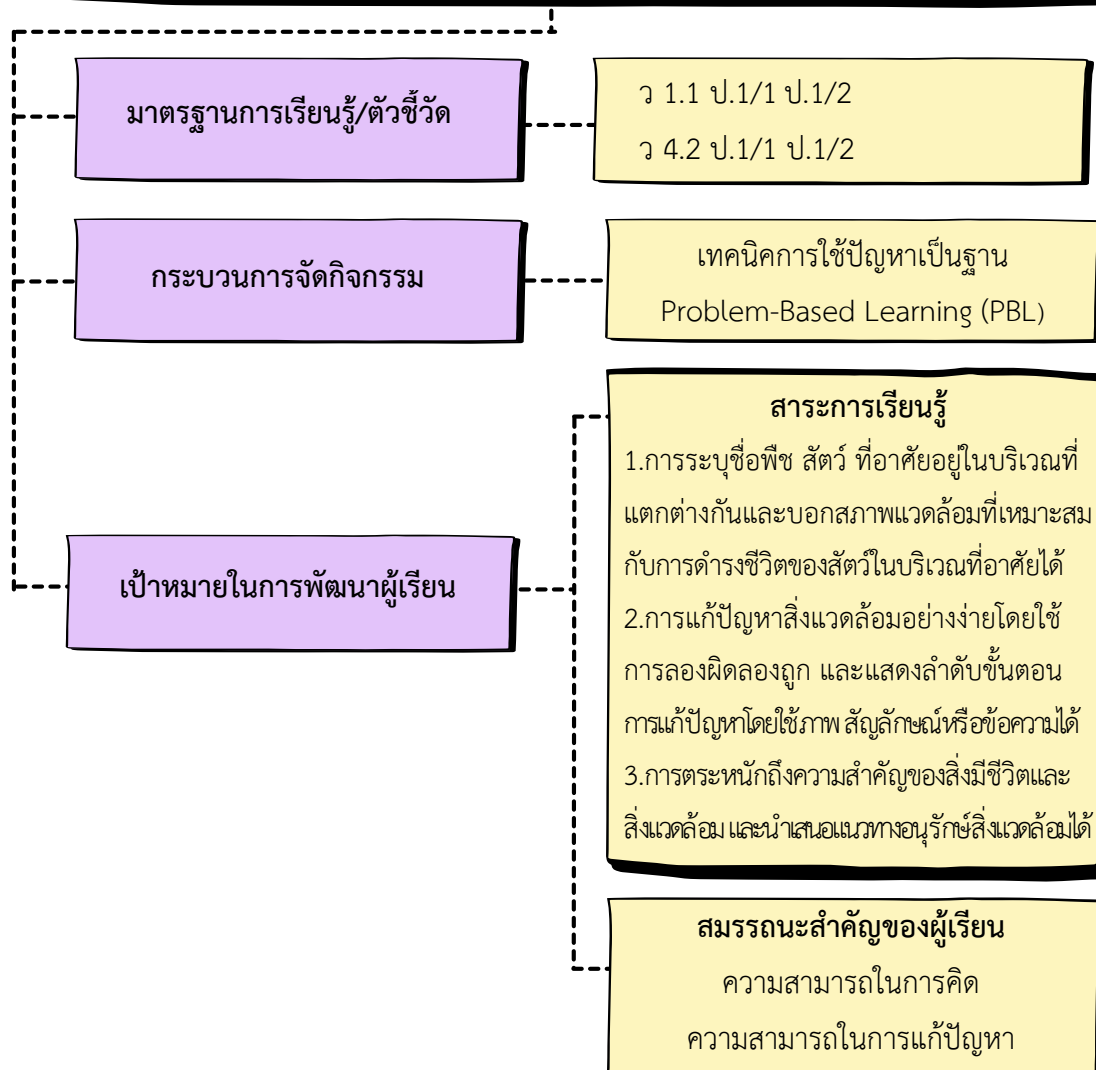 มาตรฐานการเรียนรู้/ตัวชี้วัด
ว 1.1 ป.1/1 ป.1/2
ว 4.2 ป.1/1 ป.1/2
กระบวนการจัดกิจกรรม
เทคนิคการใช้ปัญหาเป็นฐาน
Problem-Based Learning (PBL)
เป้าหมายในการพัฒนาผู้เรียน
สาระการเรียนรู้
1.การระบุชื่อพืช สัตว์ ที่อาศัยอยู่ในบริเวณที่
แตกต่างกันและบอกสภาพแวดล้อมที่เหมาะสม
กับการดำรงชีวิตของสัตว์ในบริเวณที่อาศัยได้
2.การแก้ปัญหาสิ่งแวดล้อมอย่างง่ายโดยใช้
การลองผิดลองถูก และแสดงลำดับขั้นตอน
การแก้ปัญหาโดยใช้ภาพ สัญลักษณ์หรือข้อความได้
3.การตระหนักถึงความสำคัญของสิ่งมีชีวิตและ
สิ่งแวดล้อม และนำเสนอแนวทางอนุรักษ์สิ่งแวดล้อมได้
สมรรถนะสำคัญของผู้เรียน
ความสามารถในการคิด
ความสามารถในการแก้ปัญหา